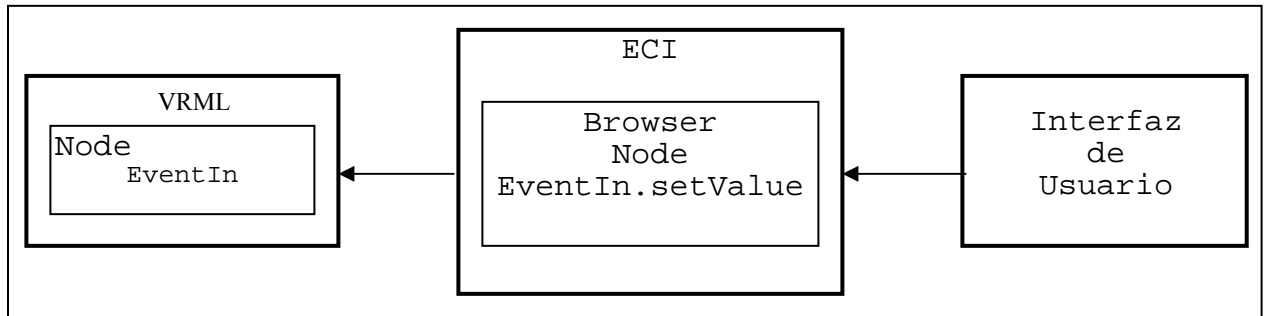 VRML
Node
EventIn
ECI
Browser
Node
EventIn.setValue
Interfaz
de
Usuario